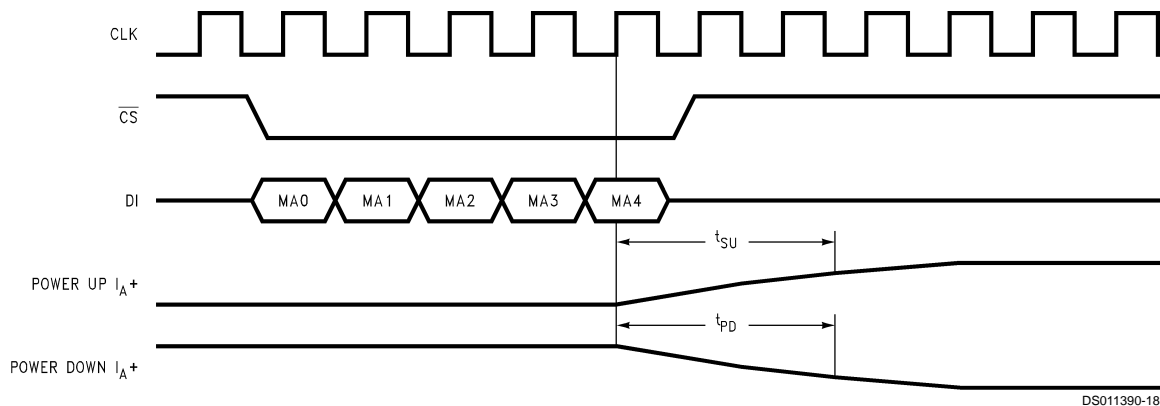 CLK
CS
DI
MA0 MA1 MA2 MA3 MA4
tSU
POWER UP IA+
tPD
POWER DOWN IA+
DS011390-18